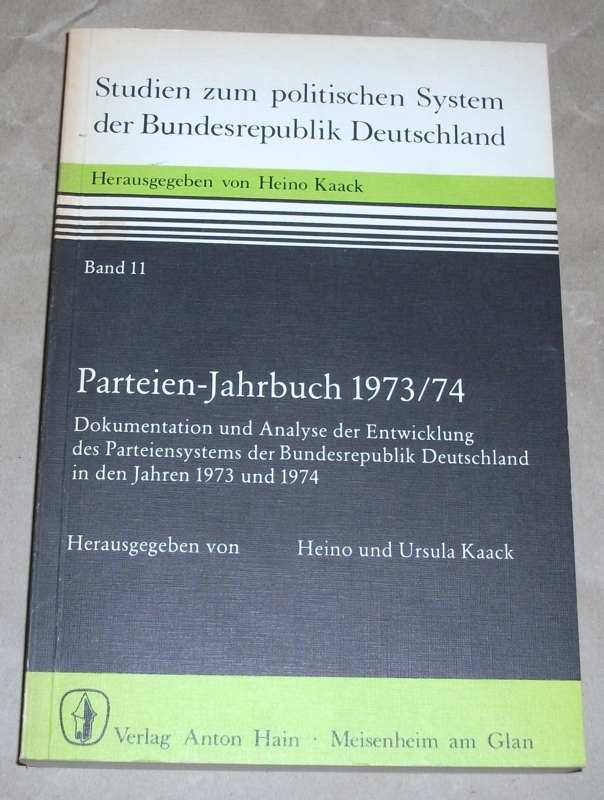 Studien zum politischen System
der Bundesrepublik Deutschland
Herausgegeben von Heino Kaack
Band 11
Parteien-Jahrbuch 1973/74
Dokumentation und Analyse der Entwicklung
des Parteiensystems der Bundesrepublik Deutschland
in den Jahren 1973 und 1974
Herausgegeben von Heino und Ursula Kaack
Verlag Anton Hain · Meisenheim am Glan